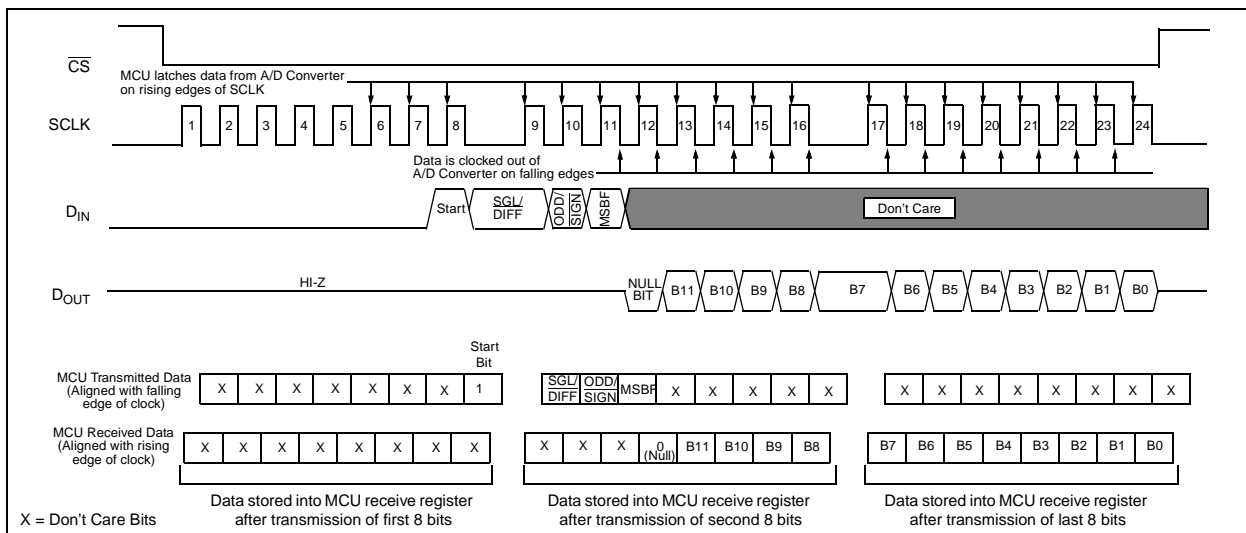 CS
MCU latches data from A/D Converter
on rising edges of SCLK
SCLK
1 2 3 4 5 6 7 8 9 10 11 12 13 14 15 16 17 18 19 20 21 22 23 24
Data is clocked out of
A/D Converter on falling edges
DIN
Start SGL/DIFF ODD/SIGN MSBF Don't Care
DOUT
HI-Z NULL BIT B11 B10 B9 B8 B7 B6 B5 B4 B3 B2 B1 B0
Start
Bit
MCU Transmitted Data
(Aligned with falling
edge of clock)
X X X X X X X 1 SGL/DIFF ODD/SIGN MSBF X X X X X X X X X X X X X
MCU Received Data
(Aligned with rising
edge of clock)
X X X X X X X X X X X 0 (Null) B11 B10 B9 B8 B7 B6 B5 B4 B3 B2 B1 B0
Data stored into MCU receive register
after transmission of first 8 bits
Data stored into MCU receive register
after transmission of second 8 bits
Data stored into MCU receive register
after transmission of last 8 bits
X = Don't Care Bits